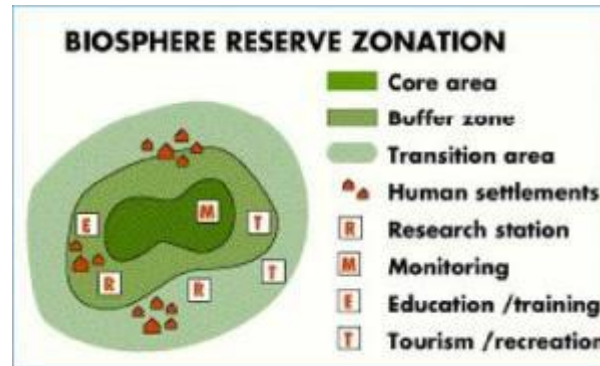 BIOSPHERE RESERVE ZONATION
Core area
Buffer zone
Transition area
Human settlements
R Research station
M Monitoring
E Education /training
T Tourism /recreation
M
E
T
R
R
T